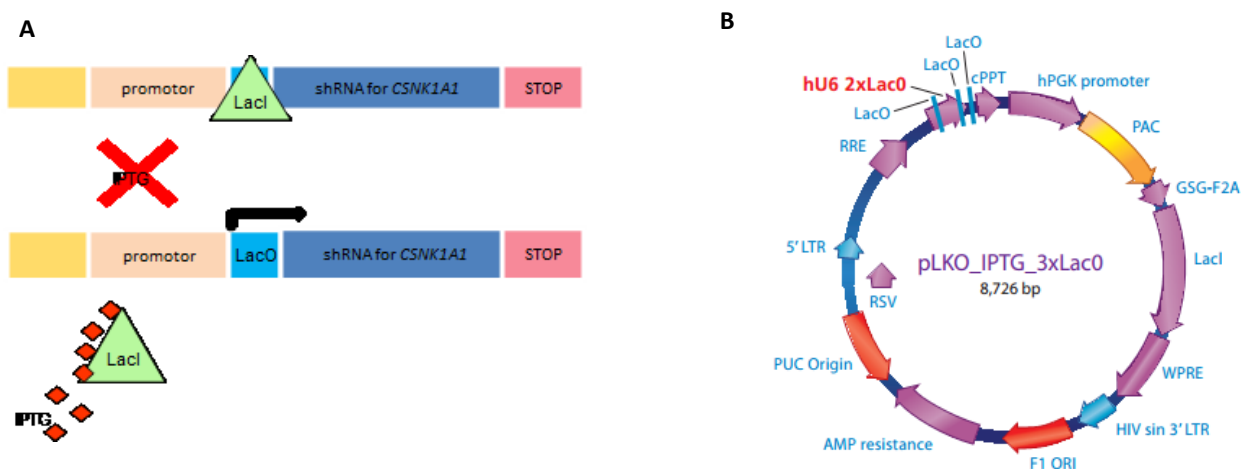 A
promotor
LacI
shRNA for CSNK1A1
STOP
IPTG
promotor
LacO
shRNA for CSNK1A1
STOP
LacI
IPTG
B
LacO
LacO
cPPT
hPGK promoter
hU6 2xLac0
LacO
PAC
RRE
GSG-F2A
5' LTR
pLKO_IPTG_3xLac0
8,726 bp
LacI
RSV
PUC Origin
WPRE
HIV sin 3' LTR
AMP resistance
F1 ORI